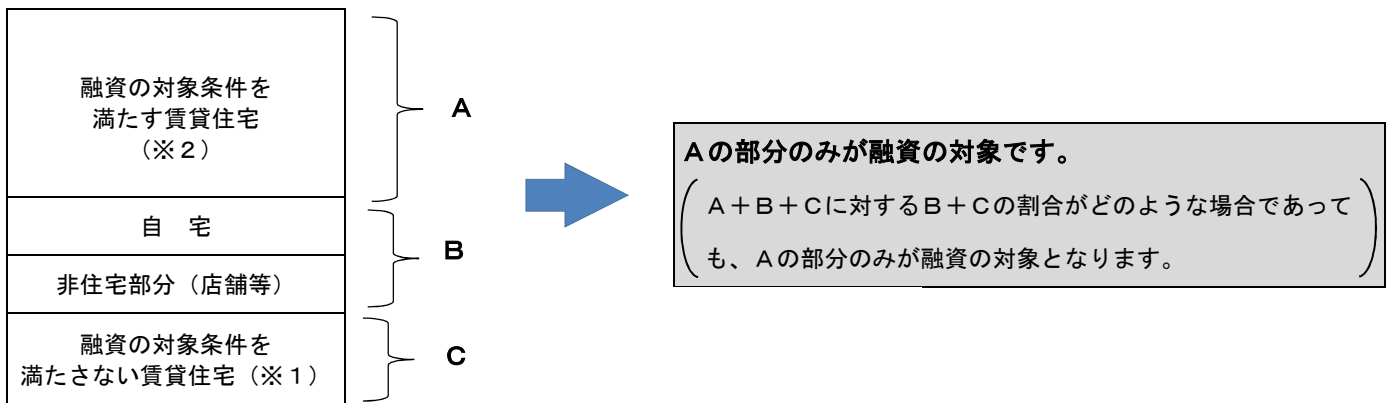 融資の対象条件を
満たす賃貸住宅
（※２）
自　宅
非住宅部分（店舗等）
融資の対象条件を
満たさない賃貸住宅（※１）
Ａ
Ｂ
Ｃ
Ａの部分のみが融資の対象です。
Ａ＋Ｂ＋Ｃに対するＢ＋Ｃの割合がどのような場合であって
も、Ａの部分のみが融資の対象となります。